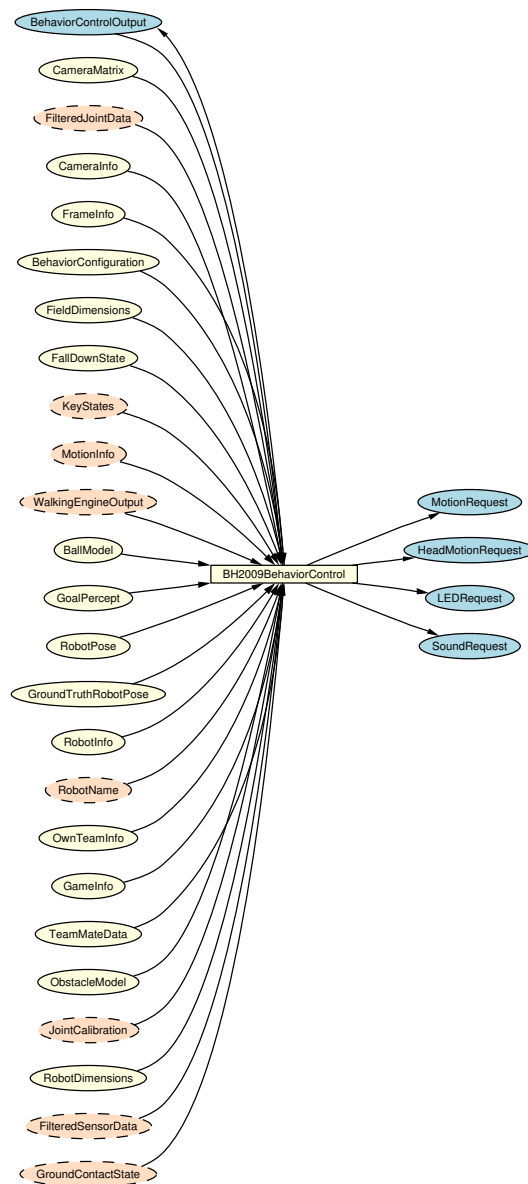 BehaviorControlOutput
CameraMatrix
FilteredJointData
CameraInfo
FrameInfo
BehaviorConfiguration
FieldDimensions
FallDownState
KeyStates
MotionInfo
WalkingEngineOutput
BallModel
GoalPercept
RobotPose
GroundTruthRobotPose
RobotInfo
RobotName
OwnTeamInfo
GameInfo
TeamMateData
ObstacleModel
JointCalibration
RobotDimensions
FilteredSensorData
GroundContactState
BH2009BehaviorControl
MotionRequest
HeadMotionRequest
LEDRequest
SoundRequest